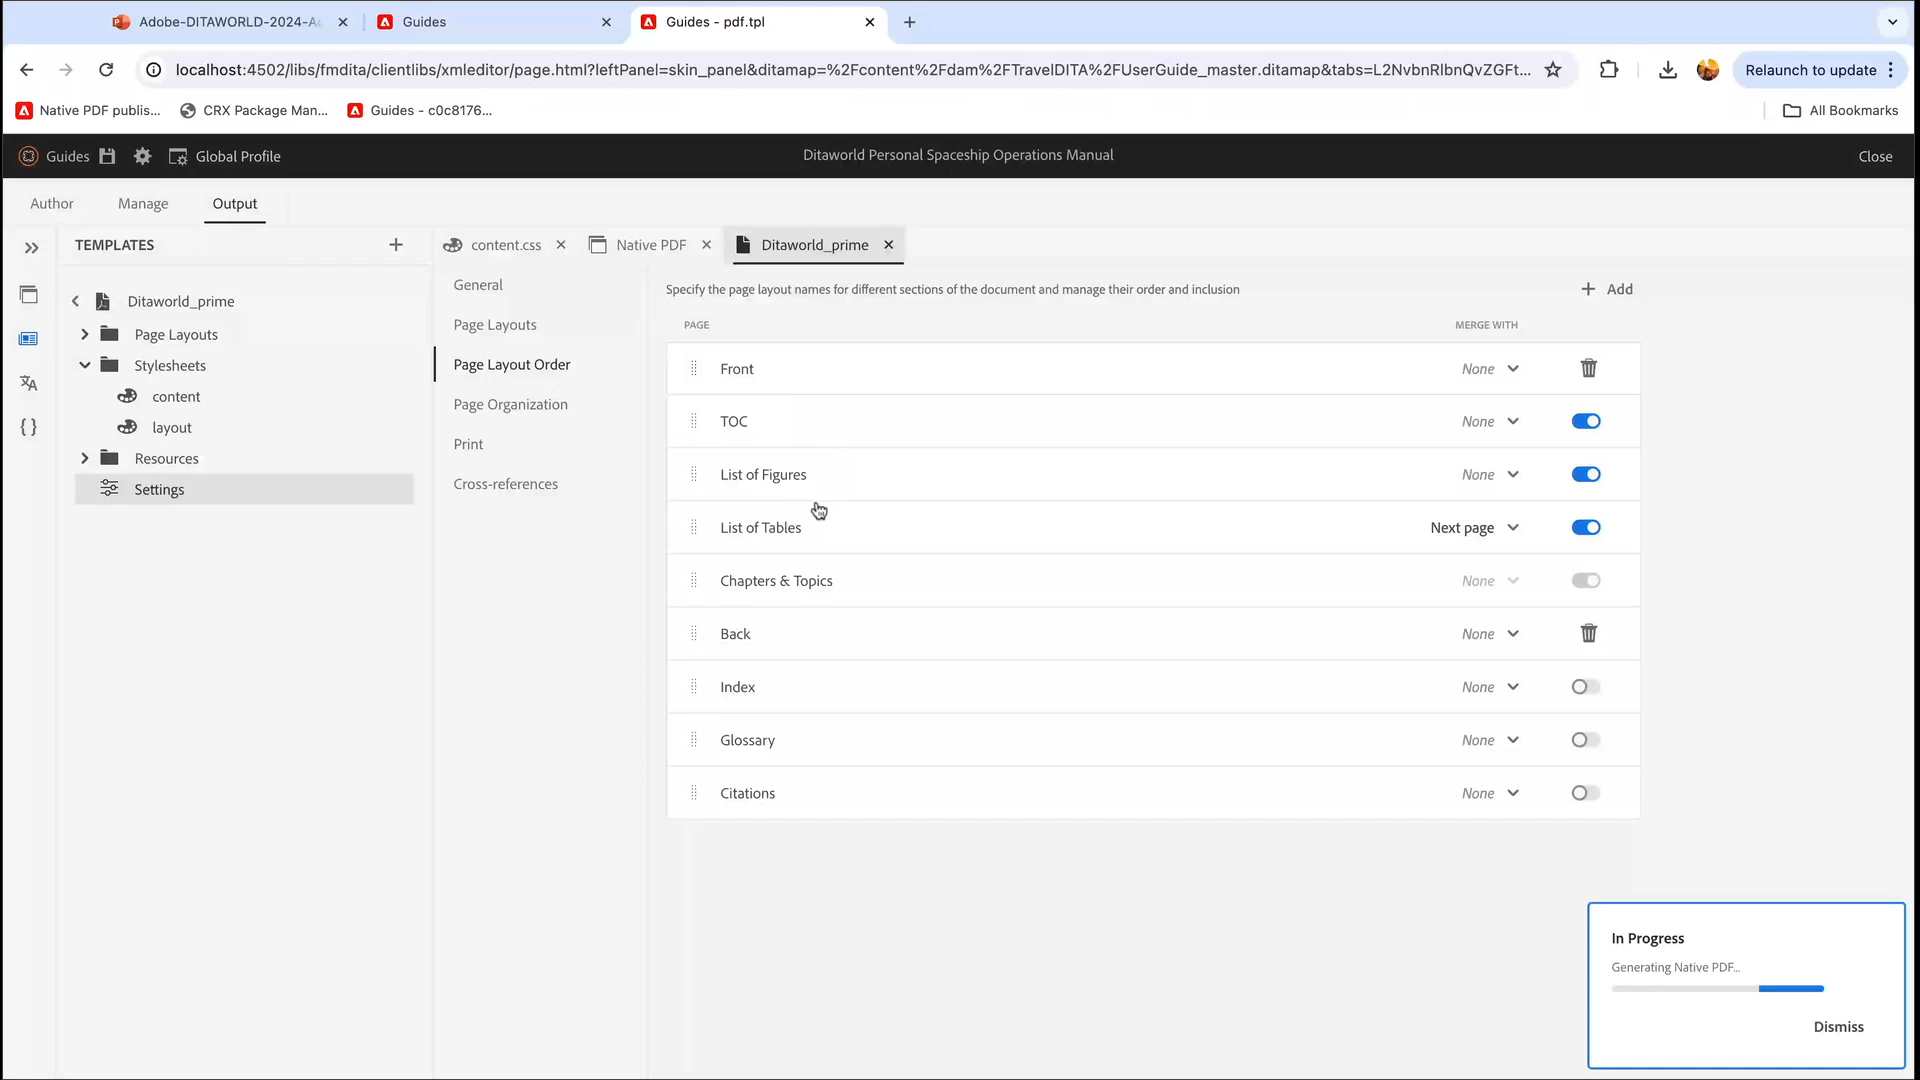 Adobe-DITAWORLD-2024-A
Guides
Guides - pdf.tpl
localhost:4502/libs/fmdita/clientlibs/xmleditor/page.html?leftPanel=skin_panel&ditamap=%2Fcontent%2Fdam%2FTravelDITA%2FUserGuide_master.ditamap&tabs=L2NvbnRlbnQvZGFt...
Relaunch to update
Native PDF publis...
CRX Package Man...
Guides - c0c8176...
All Bookmarks
Guides
Global Profile
Ditaworld Personal Spaceship Operations Manual
Close
Author
Manage
Output
TEMPLATES
content.css
Native PDF
Ditaworld_prime
Ditaworld_prime
Page Layouts
Stylesheets
content
layout
Resources
Settings
General
Page Layouts
Page Layout Order
Page Organization
Print
Cross-references
Specify the page layout names for different sections of the document and manage their order and inclusion
Add
PAGE
MERGE WITH
Front
None
TOC
None
List of Figures
None
List of Tables
Next page
Chapters & Topics
None
Back
None
Index
None
Glossary
None
Citations
None
In Progress
Generating Native PDF...
Dismiss